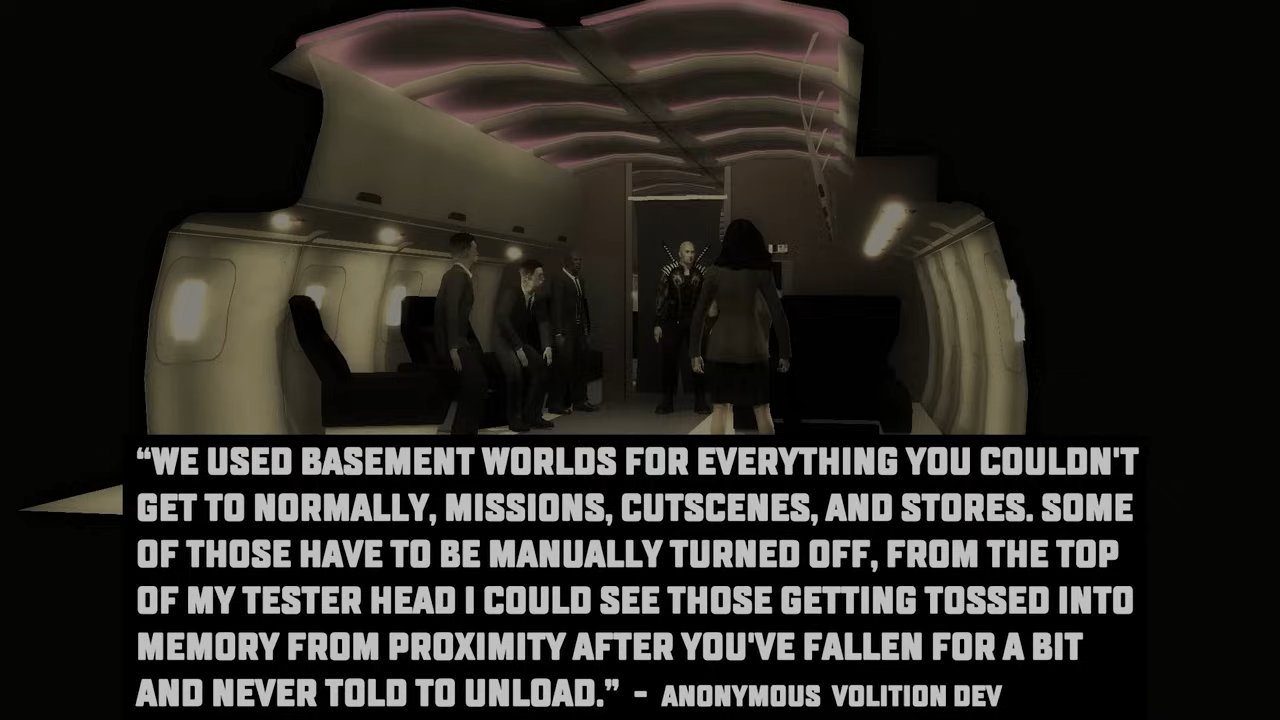 “WE USED BASEMENT WORLDS FOR EVERYTHING YOU COULDN'T
GET TO NORMALLY, MISSIONS, CUTSCENES, AND STORES. SOME
OF THOSE HAVE TO BE MANUALLY TURNED OFF, FROM THE TOP
OF MY TESTER HEAD I COULD SEE THOSE GETTING TOSSED INTO
MEMORY FROM PROXIMITY AFTER YOU'VE FALLEN FOR A BIT
AND NEVER TOLD TO UNLOAD.” - ANONYMOUS VOLITION DEV